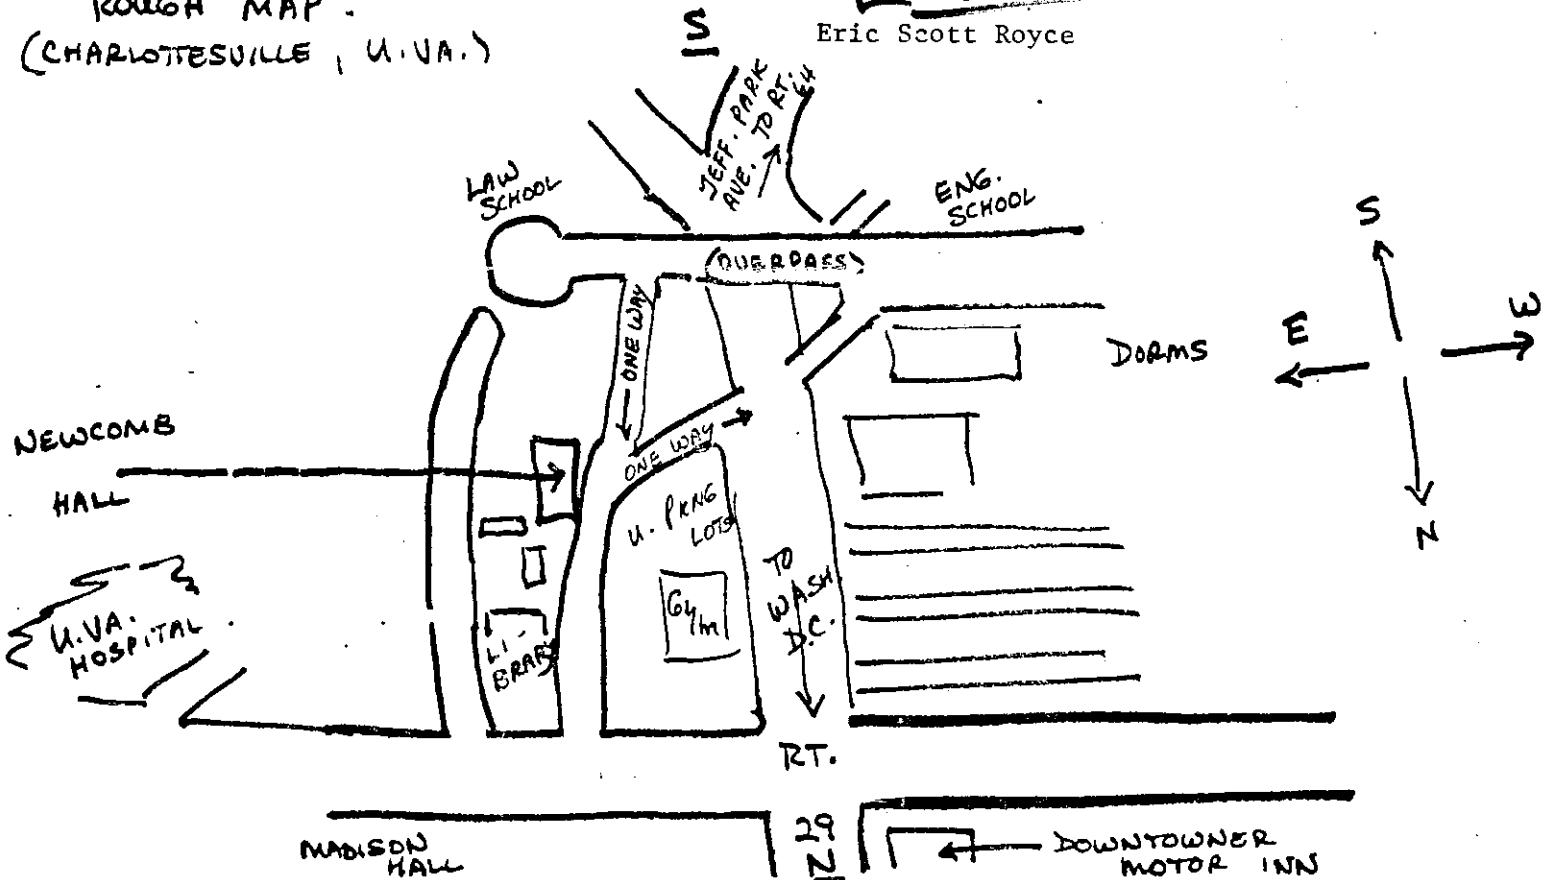 ROUGH MAP.
(CHARLOTTESVILLE, U.VA.)
S
Eric Scott Royce
JEFF. PARK
AVE. TO RT. 64
LAW
SCHOOL
ENG.
SCHOOL
(OVERPASS)
S
W
E
N
ONE WAY
DORMS
NEWCOMB
HALL
ONE WAY
U. PKNG
LOTS
TO
WASH
D.C.
Gym
U.VA.
HOSPITAL
LI-
BRARY
RT.
29
N
MADISON
HALL
DOWNTOWNER
MOTOR INN